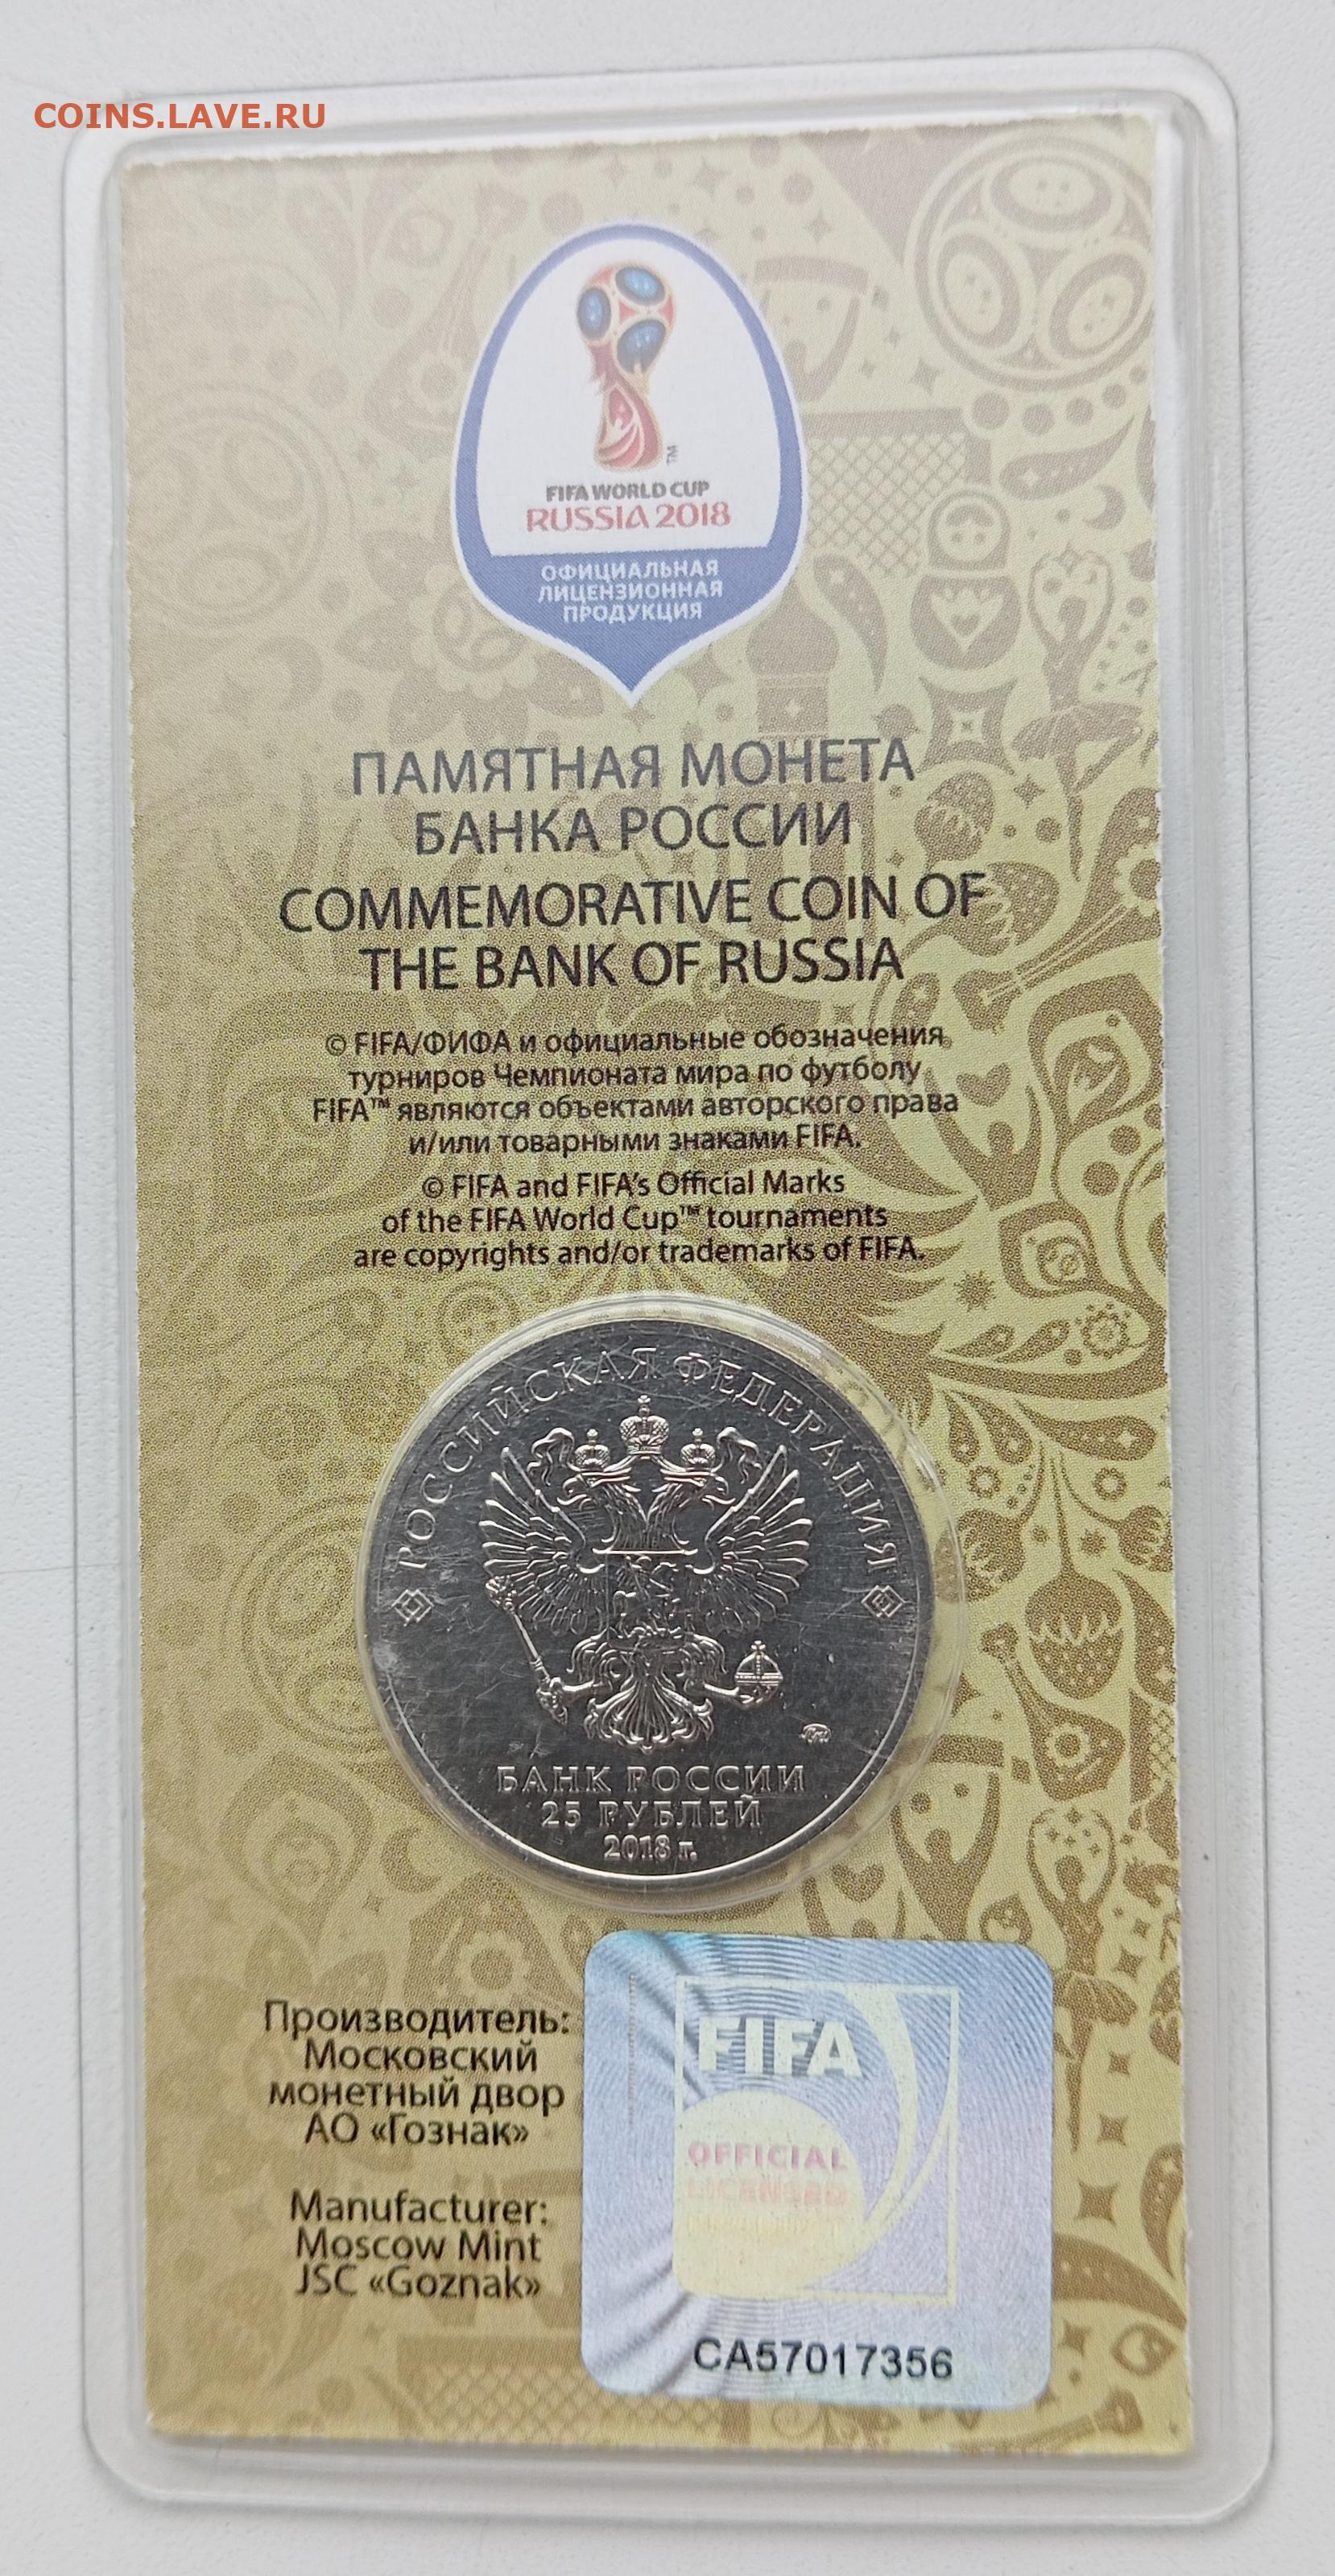 COINS.LAVE.RU
TM
FIFA WORLD CUP
RUSSIA 2018
ОФИЦИАЛЬНАЯ
ЛИЦЕНЗИОННАЯ
ПРОДУКЦИЯ
ПАМЯТНАЯ МОНЕТА
БАНКА РОССИИ
COMMEMORATIVE COIN OF
THE BANK OF RUSSIA
© FIFA/ФИФА и официальные обозначения
турниров Чемпионата мира по футболу
FIFA™ являются объектами авторского права
и/или товарными знаками FIFA.
© FIFA and FIFA's Official Marks
of the FIFA World Cup™ tournaments
are copyrights and/or trademarks of FIFA.
РОССИЙСКАЯ ФЕДЕРАЦИЯ
БАНК РОССИИ
25 РУБЛЕЙ
2018 г.
Производитель:
Московский
монетный двор
АО «Гознак»
Manufacturer:
Moscow Mint
JSC «Goznak»
FIFA
OFFICIAL
LICENSED
CA57017356